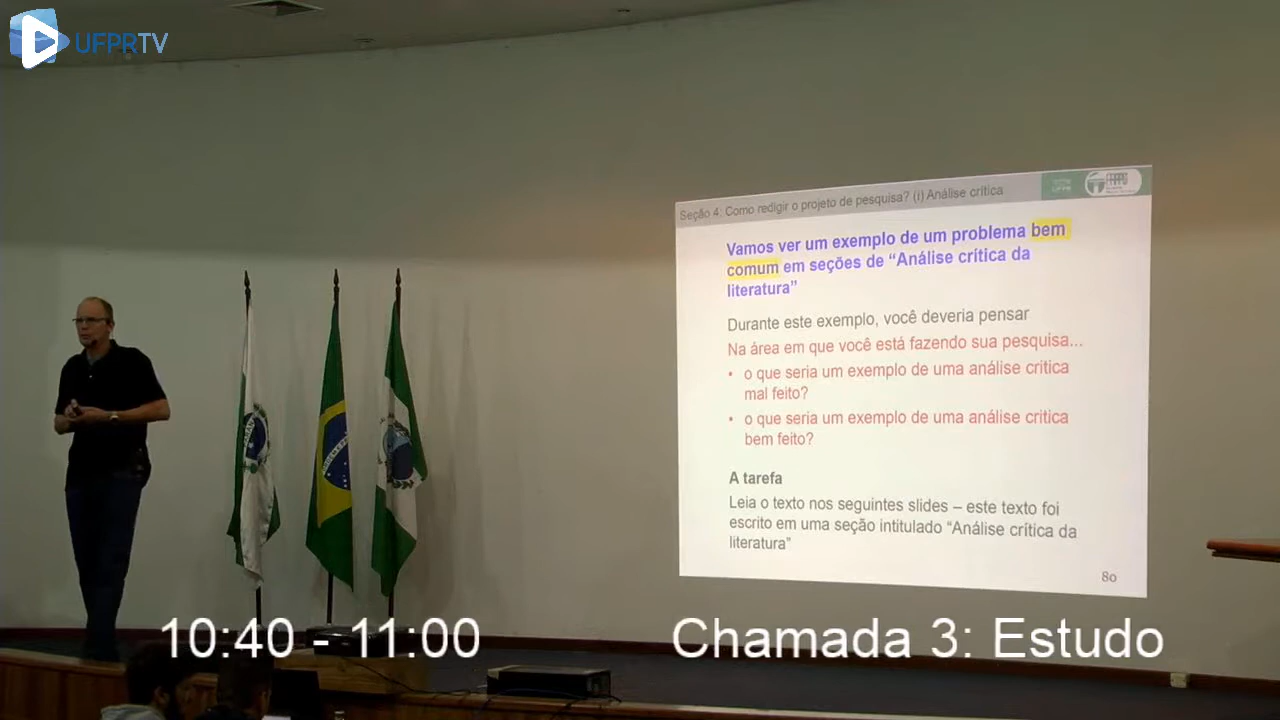 UFPRTV
Seção 4: Como redigir o projeto de pesquisa? (i) Análise crítica
UFPR
Vamos ver um exemplo de um problema bem
comum em seções de “Análise crítica da
literatura”
Durante este exemplo, você deveria pensar
Na área em que você está fazendo sua pesquisa...
• o que seria um exemplo de uma análise critica
mal feito?
• o que seria um exemplo de uma análise critica
bem feito?
A tarefa
Leia o texto nos seguintes slides – este texto foi
escrito em uma seção intitulado “Análise crítica da
literatura”
80
10:40 - 11:00
Chamada 3: Estudo